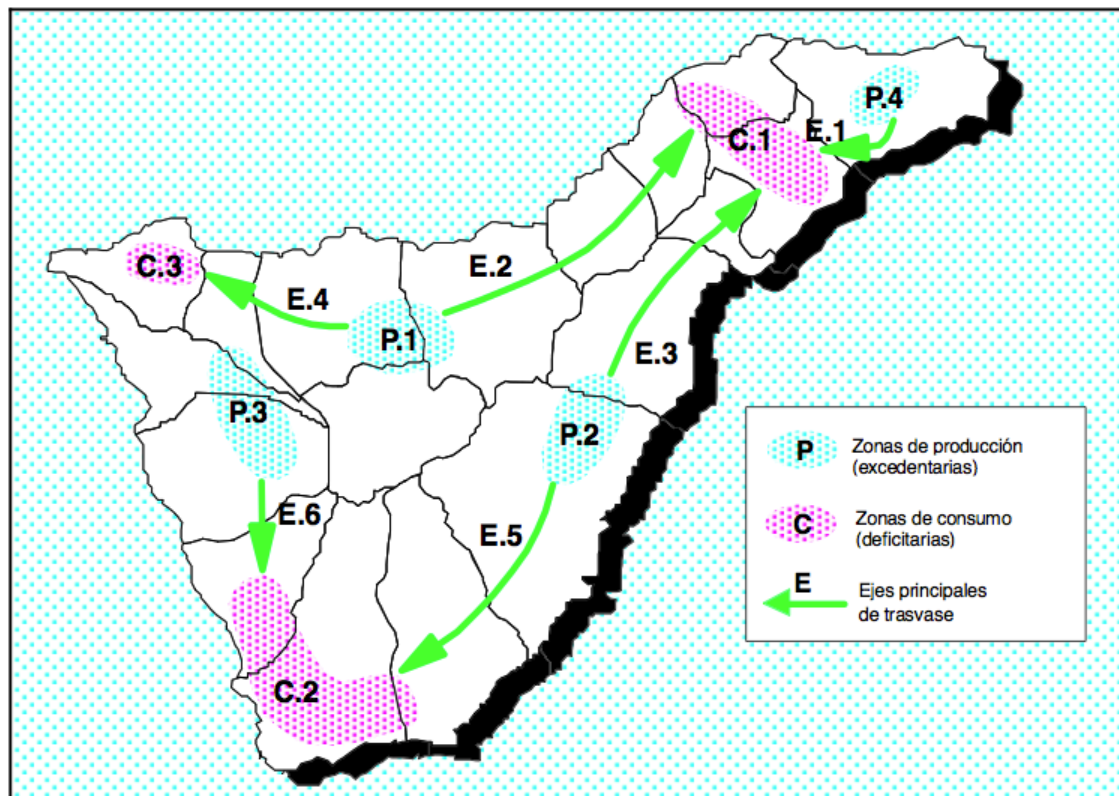 P.4
E.1
C.1
C.3
E.2
E.4
P.1
E.3
P.3
P.2
E.6
E.5
C.2
P Zonas de producción
(excedentarias)
C Zonas de consumo
(deficitarias)
E Ejes principales
de trasvase